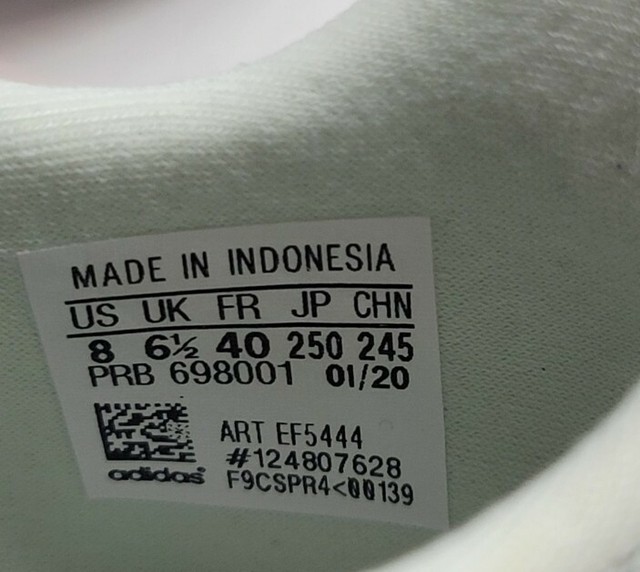 MADE IN INDONESIA
US UK FR JP CHN
8 6½ 40 250 245
PRB 698001 01/20
ART EF5444
#124807628
adidas F9CSPR4<00139